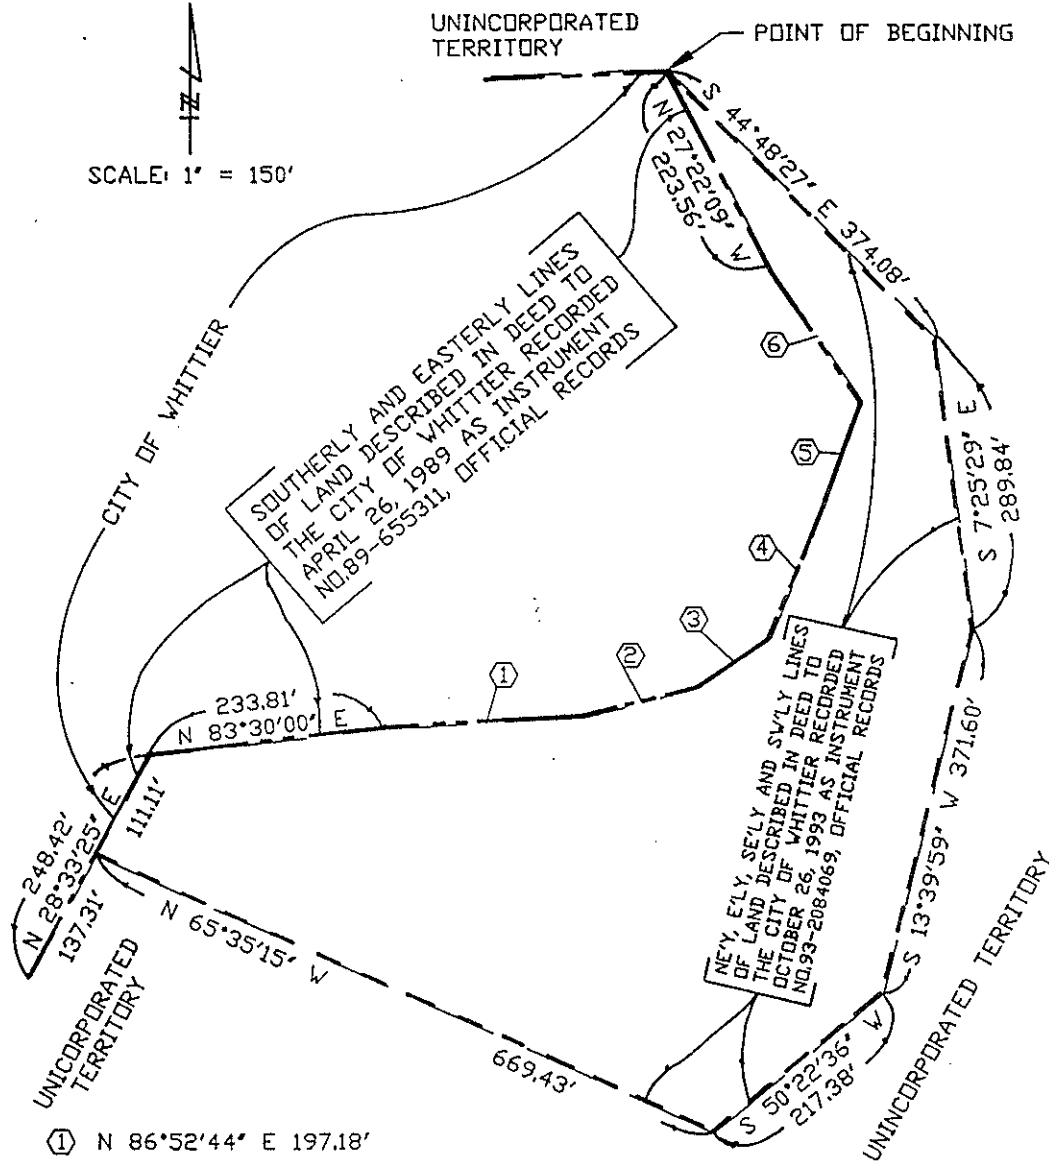 UNINCORPORATED
TERRITORY
POINT OF BEGINNING
SCALE: 1" = 150'
N
N 27°22'09" W
223.56'
S 44°48'27" E 374.08'
CITY OF WHITTIER
SOUTHERLY AND EASTERLY LINES
OF LAND DESCRIBED IN DEED TO
THE CITY OF WHITTIER RECORDED
APRIL 26, 1989 AS INSTRUMENT
NO.89-655311, OFFICIAL RECORDS
6
5
4
3
2
1
S 7°25'29" E
289.84'
233.81'
N 83°30'00" E
NE'Y, E'LY, SE'LY AND SW'LY LINES
OF LAND DESCRIBED IN DEED TO
THE CITY OF WHITTIER RECORDED
OCTOBER 26, 1993 AS INSTRUMENT
NO.93-2084069, OFFICIAL RECORDS
S 13°39'59" W 371.60'
248.42'
N 28°33'25" E
111.11'
137.31'
N 65°35'15" W
669.43'
UNICORPORATED
TERRITORY
S 50°22'36" W
217.38'
UNINCORPORATED TERRITORY
1 N 86°52'44" E 197.18'